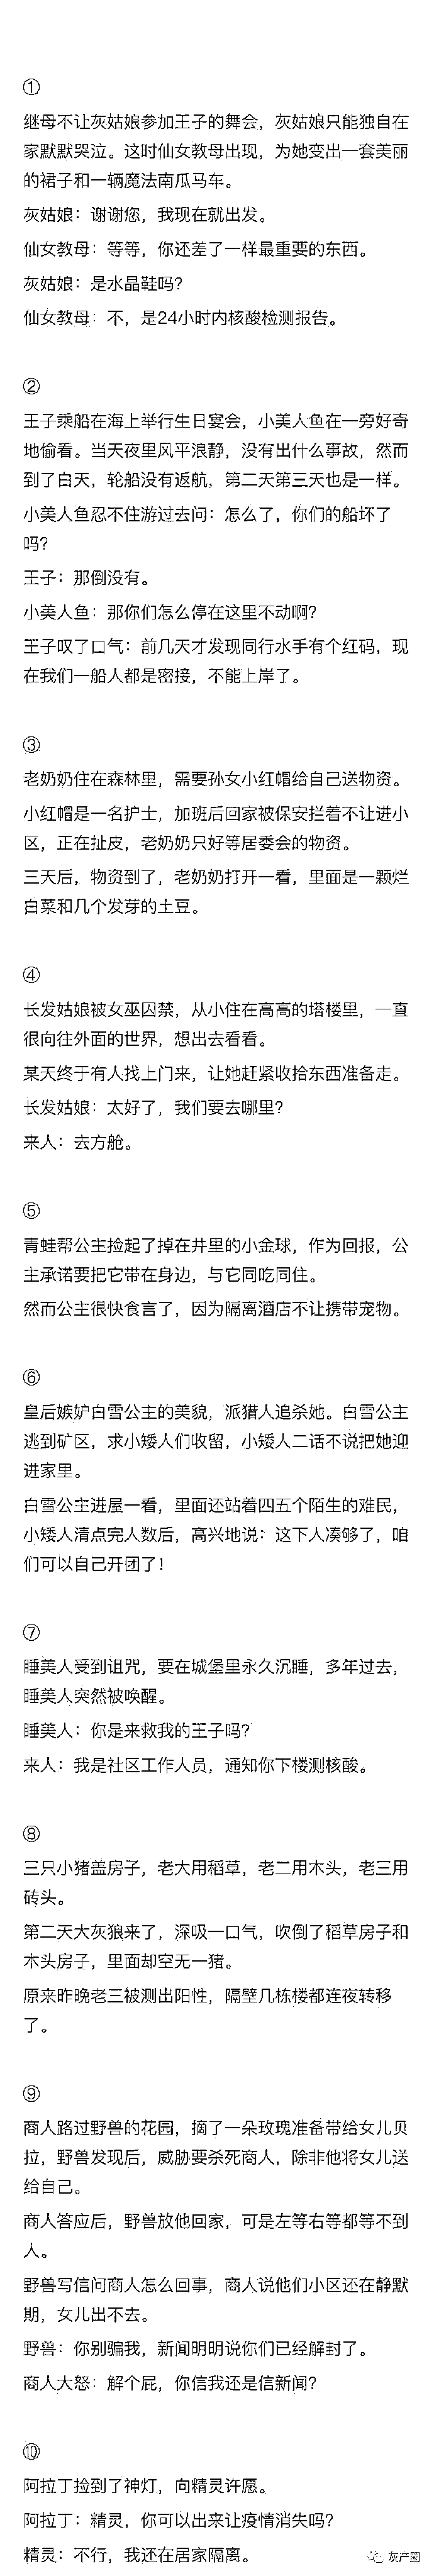 ①
继母不让灰姑娘参加王子的舞会，灰姑娘只能独自在
家默默哭泣。这时仙女教母出现，为她变出一套美丽
的裙子和一辆魔法南瓜马车。
灰姑娘：谢谢您，我现在就出发。
仙女教母：等等，你还差了一样最重要的东西。
灰姑娘：是水晶鞋吗？
仙女教母：不，是24小时内核酸检测报告。
②
王子乘船在海上举行生日宴会，小美人鱼在一旁好奇
地偷看。当天夜里风平浪静，没有出什么事故，然而
到了白天，轮船没有返航，第二天第三天也是一样。
小美人鱼忍不住游过去问：怎么了，你们的船坏了
吗？
王子：那倒没有。
小美人鱼：那你们怎么停在这里不动啊？
王子叹了口气：前几天才发现同行水手有个红码，现
在我们一船人都是密接，不能上岸了。
③
老奶奶住在森林里，需要孙女小红帽给自己送物资。
小红帽是一名护士，加班后回家被保安拦着不让进小
区，正在扯皮，老奶奶只好等居委会的物资。
三天后，物资到了，老奶奶打开一看，里面是一颗烂
白菜和几个发芽的土豆。
④
长发姑娘被女巫囚禁，从小住在高高的塔楼里，一直
很向往外面的世界，想出去看看。
某天终于有人找上门来，让她赶紧收拾东西准备走。
长发姑娘：太好了，我们要去哪里？
来人：去方舱。
⑤
青蛙帮公主捡起了掉在井里的小金球，作为回报，公
主承诺要把它带在身边，与它同吃同住。
然而公主很快食言了，因为隔离酒店不让携带宠物。
⑥
皇后嫉妒白雪公主的美貌，派猎人追杀她。白雪公主
逃到矿区，求小矮人们收留，小矮人二话不说把她迎
进家里。
白雪公主进屋一看，里面还站着四五个陌生的难民，
小矮人清点完人数后，高兴地说：这下人凑够了，咱
们可以自己开团了！
⑦
睡美人受到诅咒，要在城堡里永久沉睡，多年过去，
睡美人突然被唤醒。
睡美人：你是来救我的王子吗？
来人：我是社区工作人员，通知你下楼测核酸。
⑧
三只小猪盖房子，老大用稻草，老二用木头，老三用
砖头。
第二天大灰狼来了，深吸一口气，吹倒了稻草房子和
木头房子，里面却空无一猪。
原来昨晚老三被测出阳性，隔壁几栋楼都连夜转移
了。
⑨
商人路过野兽的花园，摘了一朵玫瑰准备带给女儿贝
拉，野兽发现后，威胁要杀死商人，除非他将女儿送
给自己。
商人答应后，野兽放他回家，可是左等右等都等不到
人。
野兽写信问商人怎么回事，商人说他们小区还在静默
期，女儿出不去。
野兽：你别骗我，新闻明明说你们已经解封了。
商人大怒：解个屁，你信我还是信新闻？
⑩
阿拉丁捡到了神灯，向精灵许愿。
阿拉丁：精灵，你可以出来让疫情消失吗？
精灵：不行，我还在居家隔离。
灰产圈